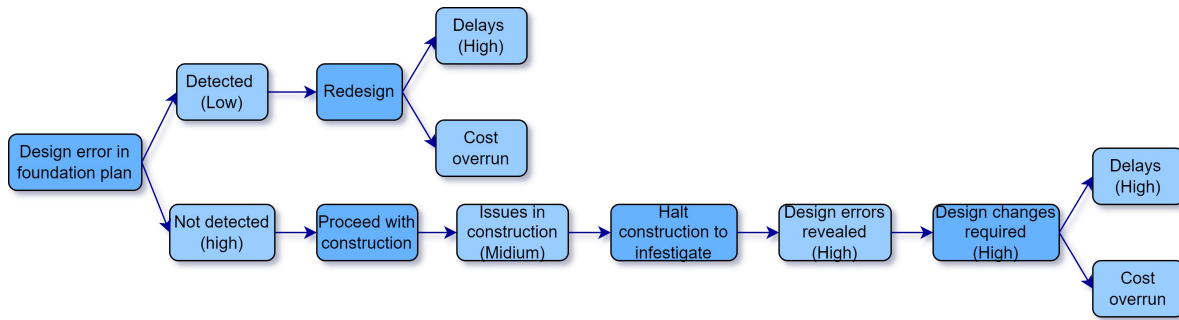 Design error in
foundation plan
Detected
(Low)
Redesign
Delays
(High)
Cost
overrun
Not detected
(high)
Proceed with
construction
Issues in
construction
(Midium)
Halt
construction to
infestigate
Design errors
revealed
(High)
Design changes
required
(High)
Delays
(High)
Cost
overrun